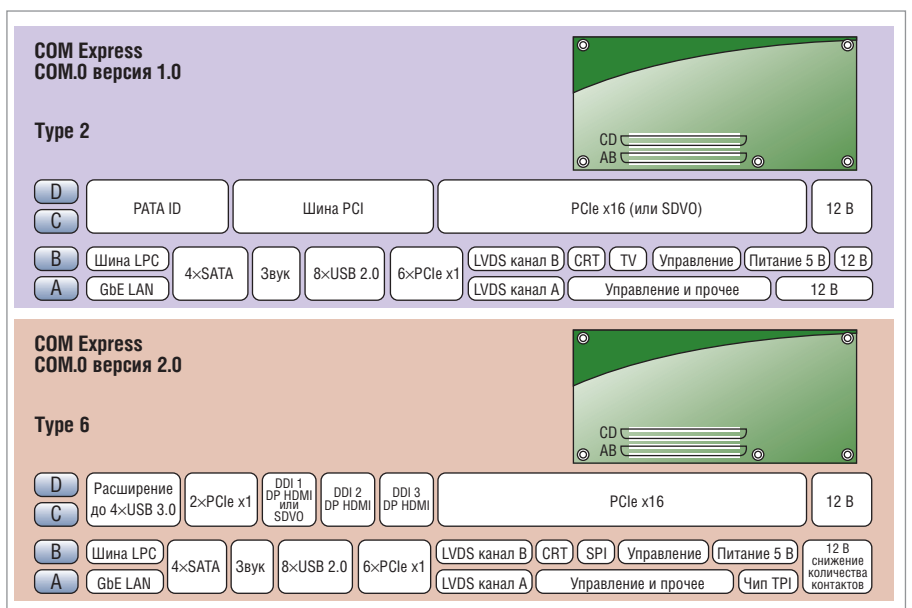 COM Express
COM.0 версия 1.0
Type 2
CD
AB
D
C
PATA ID
Шина PCI
PCIe x16 (или SDVO)
12 В
B
A
Шина LPC
GbE LAN
4×SATA
Звук
8×USB 2.0
6×PCIe x1
LVDS канал B
CRT
TV
Управление
Питание 5 В
12 В
LVDS канал A
Управление и прочее
12 В
COM Express
COM.0 версия 2.0
Type 6
CD
AB
D
C
Расширение
до 4×USB 3.0
2×PCIe x1
DDI 1
DP HDMI
или
SDVO
DDI 2
DP HDMI
DDI 3
DP HDMI
PCIe x16
12 В
B
A
Шина LPC
GbE LAN
4×SATA
Звук
8×USB 2.0
6×PCIe x1
LVDS канал B
CRT
SPI
Управление
Питание 5 В
LVDS канал A
Управление и прочее
Чип TPI
12 В
снижение
количества
контактов